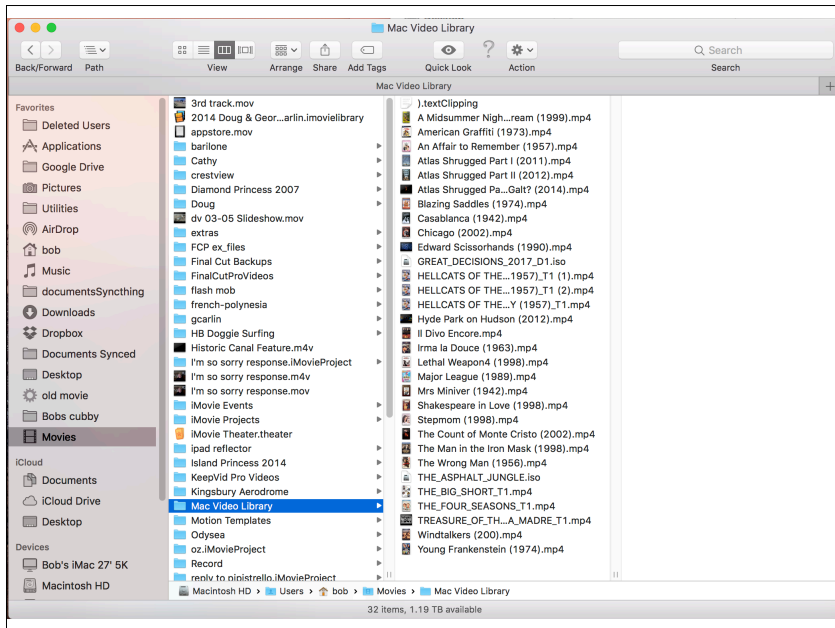 Mac Video Library
Back/Forward Path View Arrange Share Add Tags Quick Look Action Search
Search
Mac Video Library
Favorites
Deleted Users
Applications
Google Drive
Pictures
Utilities
AirDrop
bob
Music
documentsSyncthing
Downloads
Dropbox
Documents Synced
Desktop
old movie
Bobs cubby
Movies
iCloud
Documents
iCloud Drive
Desktop
Devices
Bob's iMac 27' 5K
Macintosh HD
3rd track.mov
2014 Doug & Geor...arlin.imovielibrary
appstore.mov
barilone
Cathy
crestview
Diamond Princess 2007
Doug
dv 03-05 Slideshow.mov
extras
FCP ex_files
Final Cut Backups
FinalCutProVideos
flash mob
french-polynesia
gcarlin
HB Doggie Surfing
Historic Canal Feature.m4v
I'm so sorry response.iMovieProject
I'm so sorry response.m4v
I'm so sorry response.mov
iMovie Events
iMovie Projects
iMovie Theater.theater
ipad reflector
Island Princess 2014
KeepVid Pro Videos
Kingsbury Aerodrome
Mac Video Library
Motion Templates
Odysea
oz.iMovieProject
Record
reply to pipistrello.iMovieProject
).textClipping
A Midsummer Nigh...ream (1999).mp4
American Graffiti (1973).mp4
An Affair to Remember (1957).mp4
Atlas Shrugged Part I (2011).mp4
Atlas Shrugged Part II (2012).mp4
Atlas Shrugged Pa...Galt? (2014).mp4
Blazing Saddles (1974).mp4
Casablanca (1942).mp4
Chicago (2002).mp4
Edward Scissorhands (1990).mp4
GREAT_DECISIONS_2017_D1.iso
HELLCATS OF THE...1957)_T1 (1).mp4
HELLCATS OF THE...1957)_T1 (2).mp4
HELLCATS OF THE...Y (1957)_T1.mp4
Hyde Park on Hudson (2012).mp4
Il Divo Encore.mp4
Irma la Douce (1963).mp4
Lethal Weapon4 (1998).mp4
Major League (1989).mp4
Mrs Miniver (1942).mp4
Shakespeare in Love (1998).mp4
Stepmom (1998).mp4
The Count of Monte Cristo (2002).mp4
The Man in the Iron Mask (1998).mp4
The Wrong Man (1956).mp4
THE_ASPHALT_JUNGLE.iso
THE_BIG_SHORT_T1.mp4
THE_FOUR_SEASONS_T1.mp4
TREASURE_OF_TH...A_MADRE_T1.mp4
Windtalkers (200).mp4
Young Frankenstein (1974).mp4
Macintosh HD > Users > bob > Movies > Mac Video Library
32 items, 1.19 TB available